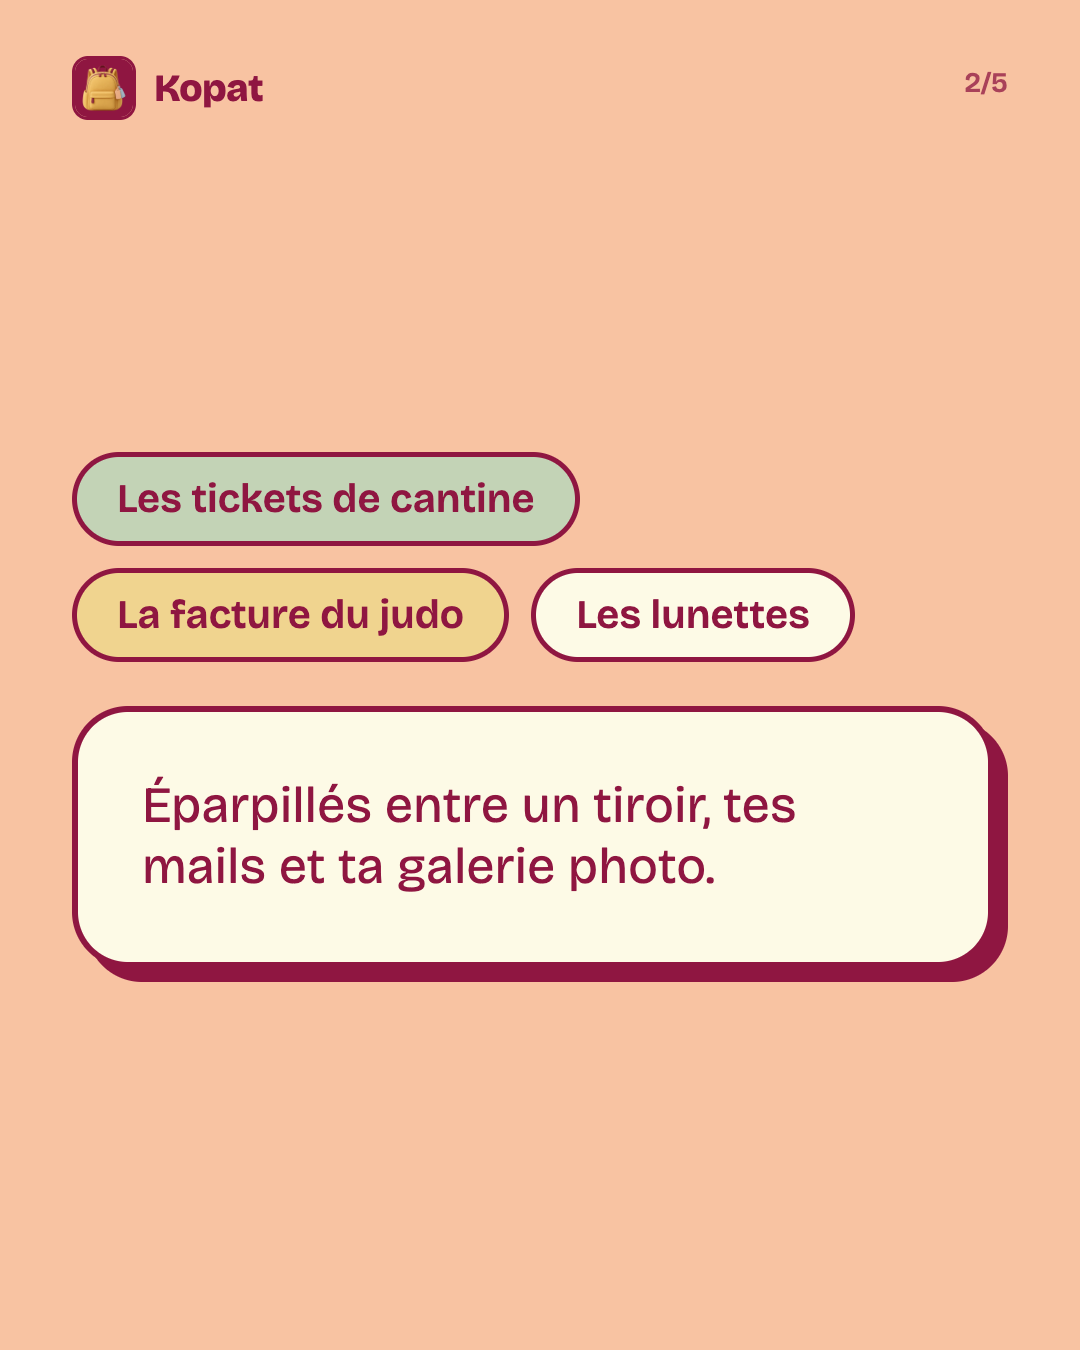 Kopat
2/5
Les tickets de cantine
La facture du judo
Les lunettes
Éparpillés entre un tiroir, tes
mails et ta galerie photo.